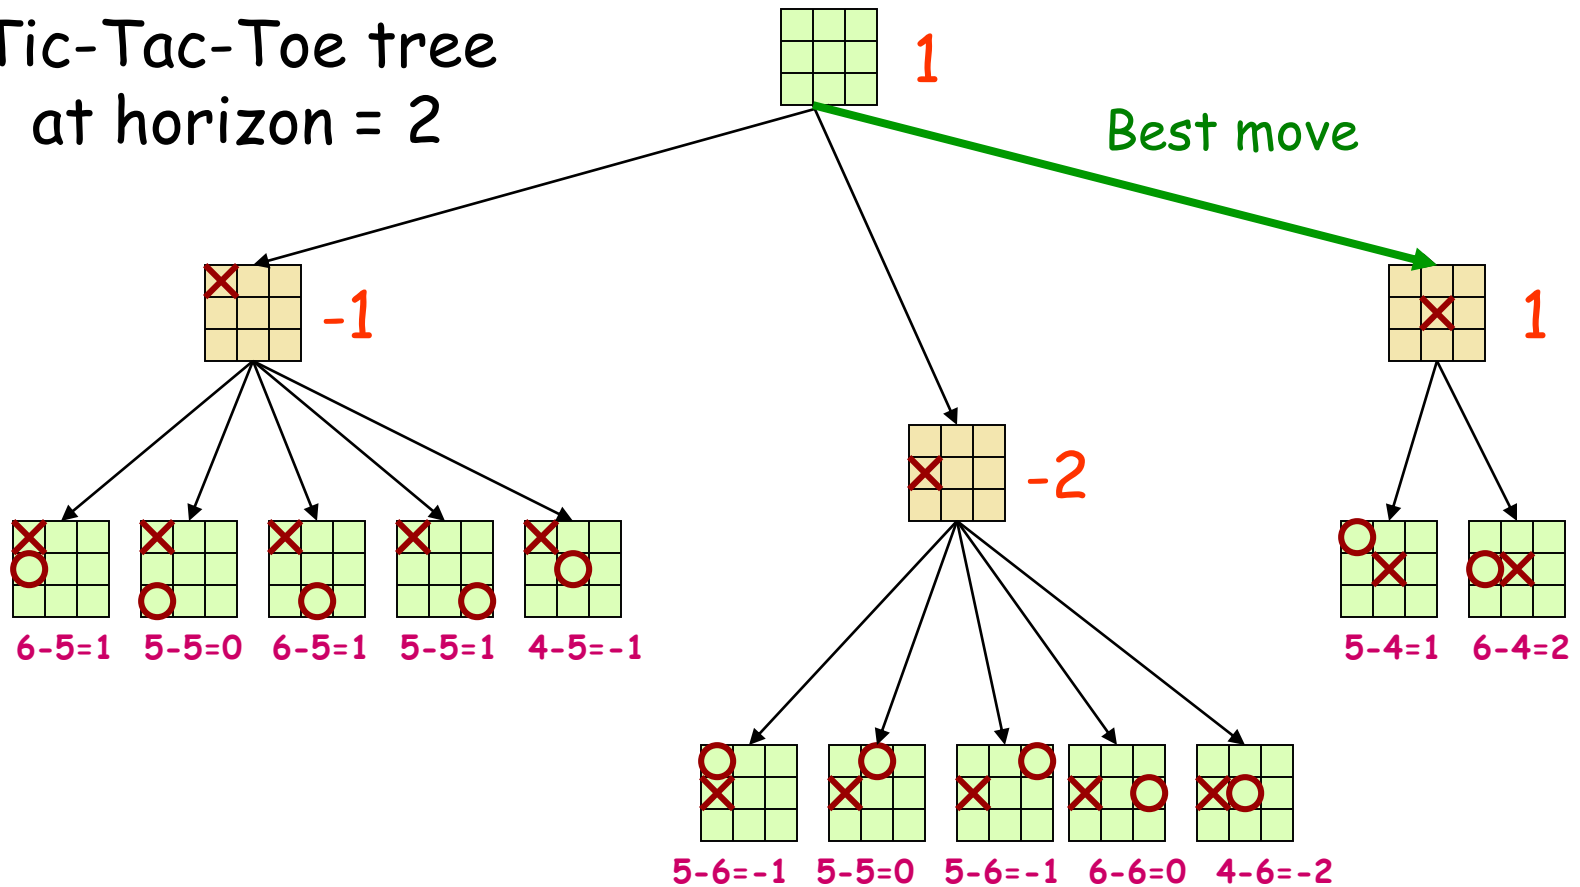 Tic-Tac-Toe tree
at horizon = 2
1
Best move
-1
1
-2
6-5=1 5-5=0 6-5=1 5-5=1 4-5=-1
5-4=1 6-4=2
5-6=-1 5-5=0 5-6=-1 6-6=0 4-6=-2